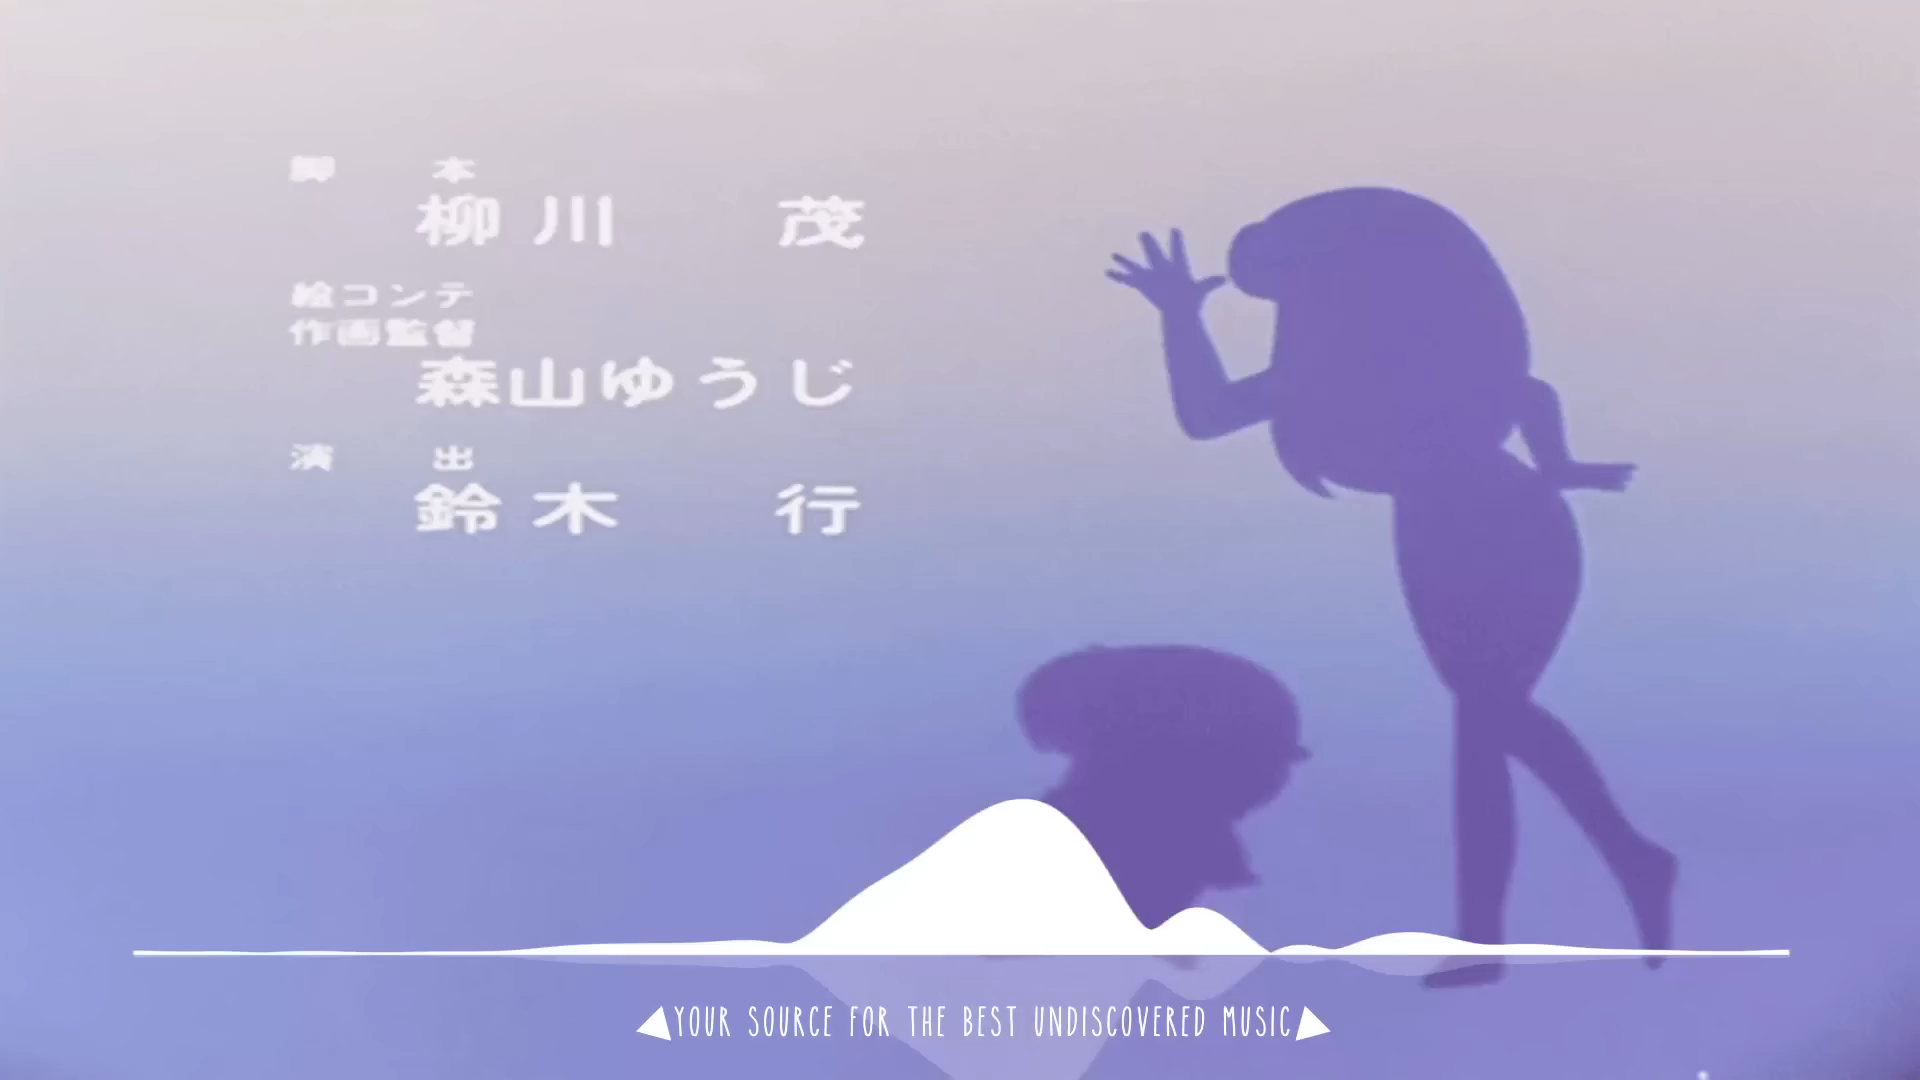 脚 本
柳川 茂
絵コンテ
作画監督
森山ゆうじ
演 出
鈴木 行
YOUR SOURCE FOR THE BEST UNDISCOVERED MUSIC